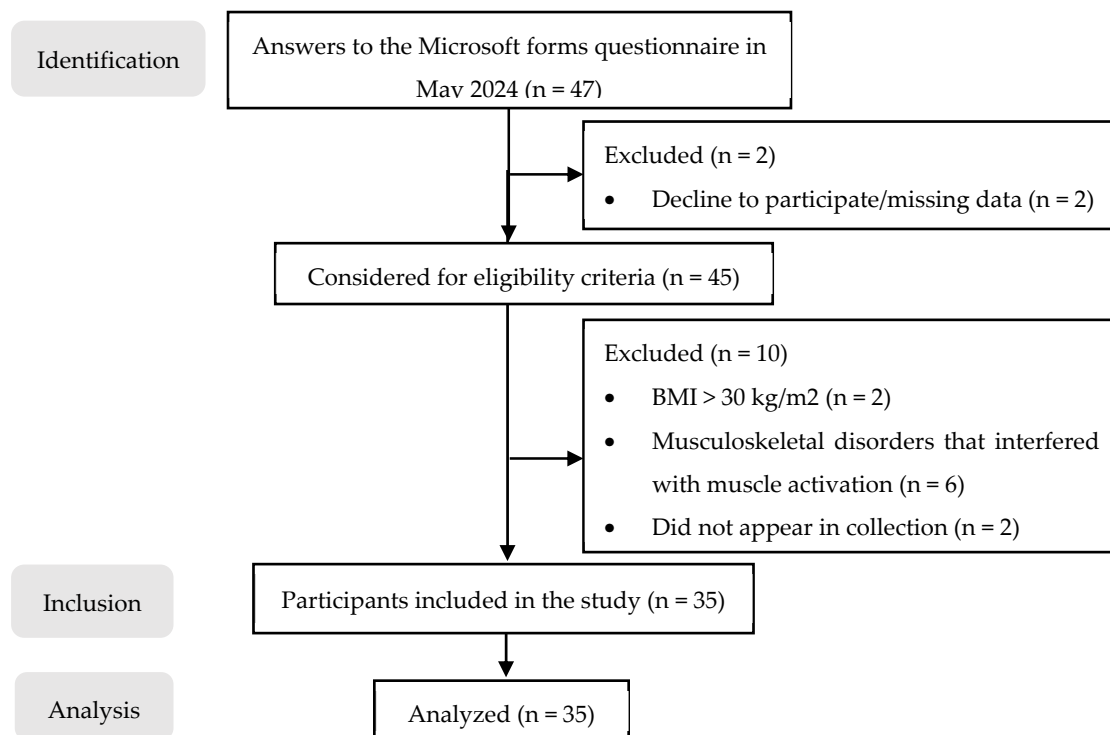 Identification
Answers to the Microsoft forms questionnaire in
May 2024 (n = 47)
Excluded (n = 2)
• Decline to participate/missing data (n = 2)
Considered for eligibility criteria (n = 45)
Excluded (n = 10)
• BMI > 30 kg/m2 (n = 2)
• Musculoskeletal disorders that interfered
with muscle activation (n = 6)
• Did not appear in collection (n = 2)
Inclusion
Participants included in the study (n = 35)
Analysis
Analyzed (n = 35)